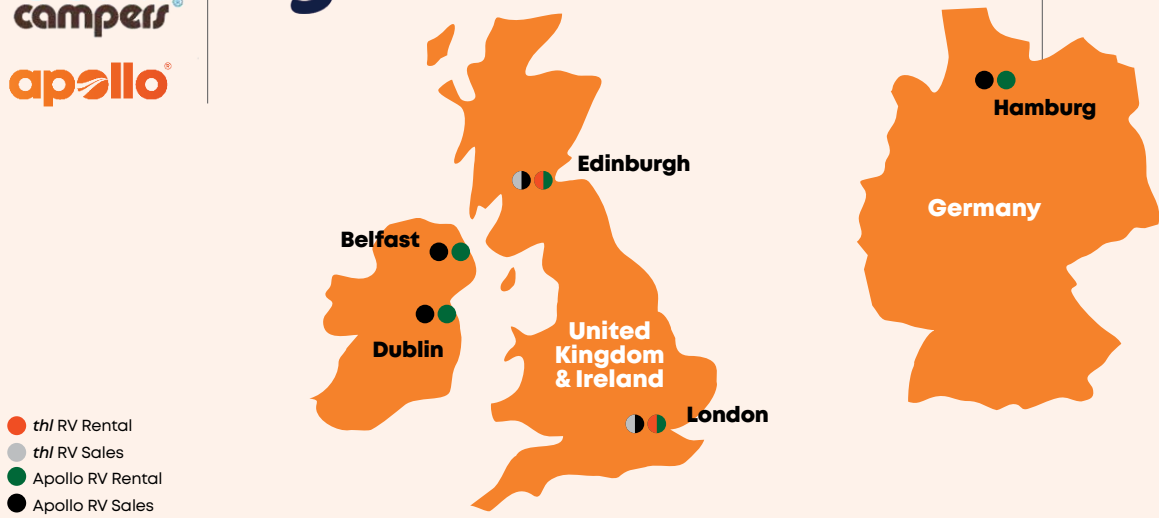 campers®
apollo®
Edinburgh
Hamburg
Germany
Belfast
Dublin
United
Kingdom
& Ireland
London
thl RV Rental
thl RV Sales
Apollo RV Rental
Apollo RV Sales